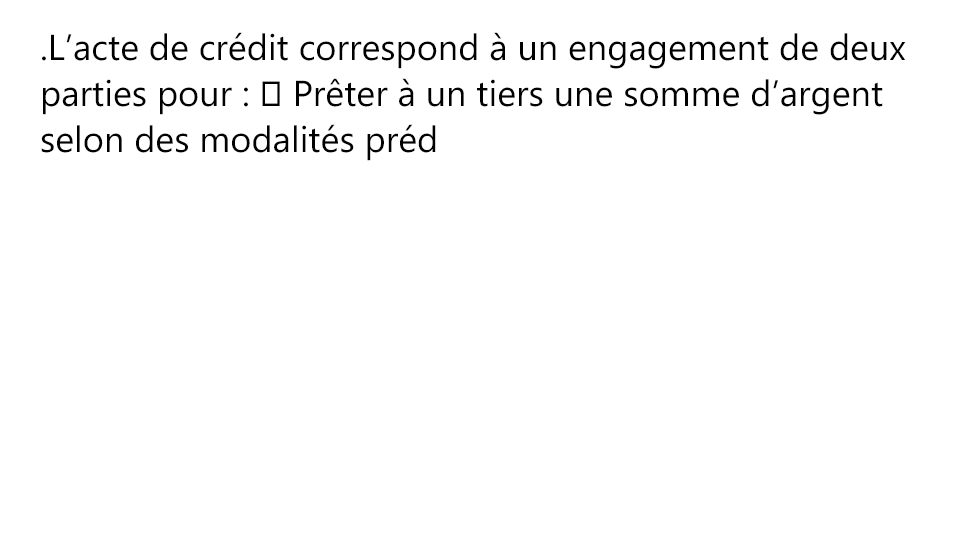 .L’acte de crédit correspond à un engagement de deux
parties pour : □ Prêter à un tiers une somme d’argent
selon des modalités préd